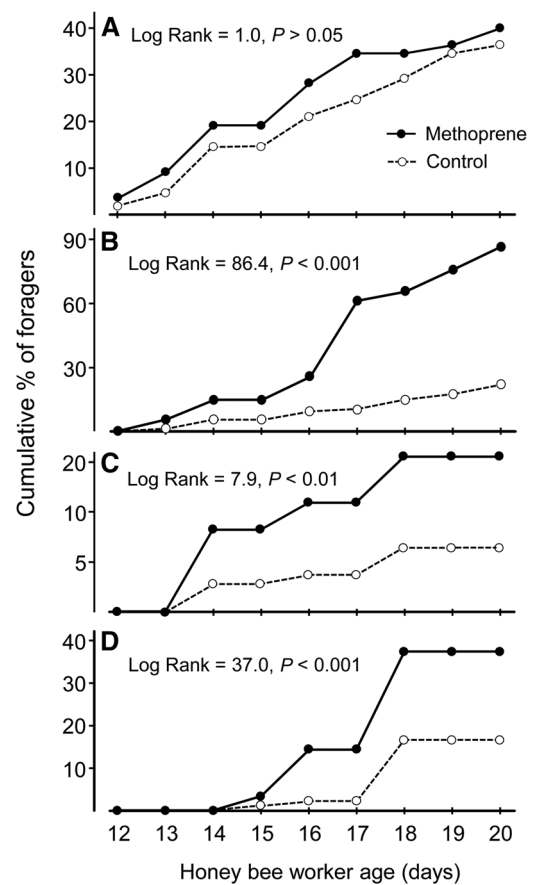 A
Log Rank = 1.0, P > 0.05
40
30
20
10
Methoprene
Control
B
Log Rank = 86.4, P < 0.001
90
60
30
Cumulative % of foragers
C
Log Rank = 7.9, P < 0.01
20
10
5
D
Log Rank = 37.0, P < 0.001
40
30
20
10
12 13 14 15 16 17 18 19 20
Honey bee worker age (days)